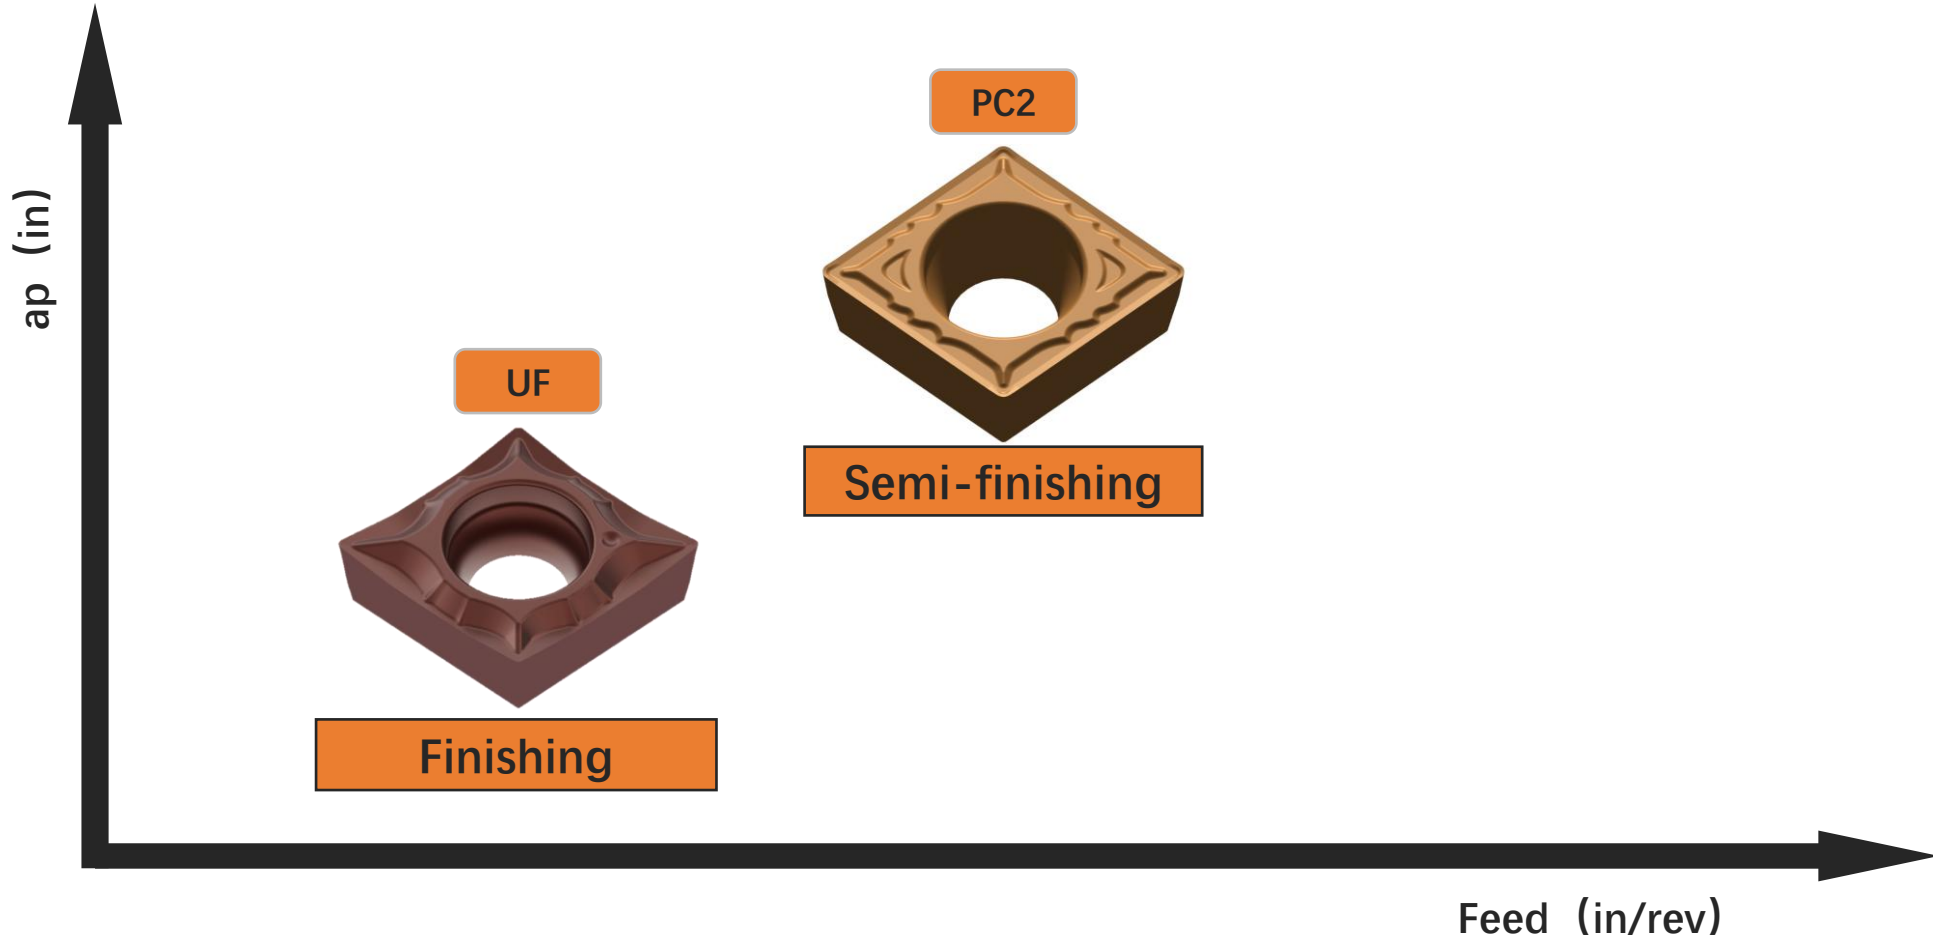 PC2
ap (in)
UF
Semi-finishing
Finishing
Feed (in/rev)